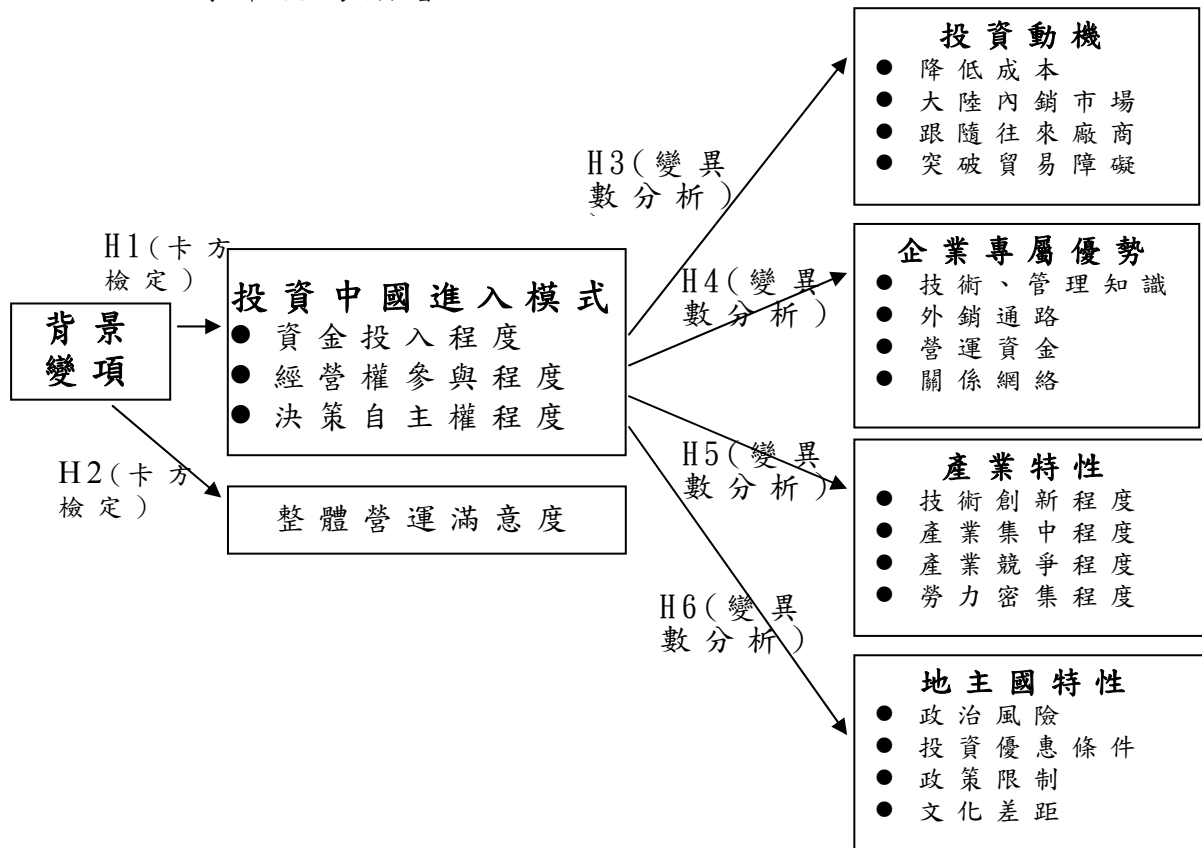 投資動機
● 降低成本
● 大陸內銷市場
● 跟隨往來廠商
● 突破貿易障礙
H3(變異
數分析)
企業專屬優勢
● 技術、管理知識
● 外銷通路
● 營運資金
● 關係網絡
H1(卡方
檢定)
投資中國進入模式
● 資金投入程度
● 經營權參與程度
● 決策自主權程度
H4(變異
數分析)
背景
變項
H5(變異
數分析)
產業特性
● 技術創新程度
● 產業集中程度
● 產業競爭程度
● 勞力密集程度
H2(卡方
檢定)
整體營運滿意度
H6(變異
數分析)
地主國特性
● 政治風險
● 投資優惠條件
● 政策限制
● 文化差距